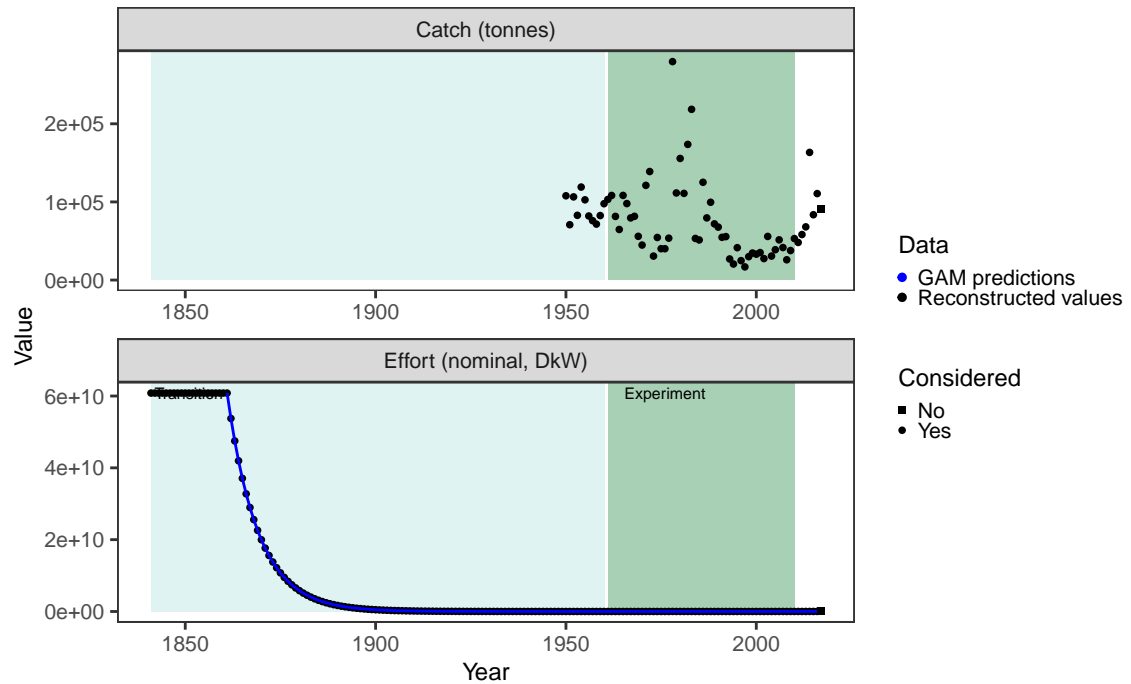 Catch (tonnes)
2e+05
1e+05
0e+00
1850 1900 1950 2000
Effort (nominal, DkW)
6e+10
4e+10
2e+10
0e+00
Transition
Experiment
1850 1900 1950 2000
Year
Value
Data
GAM predictions
Reconstructed values
Considered
No
Yes